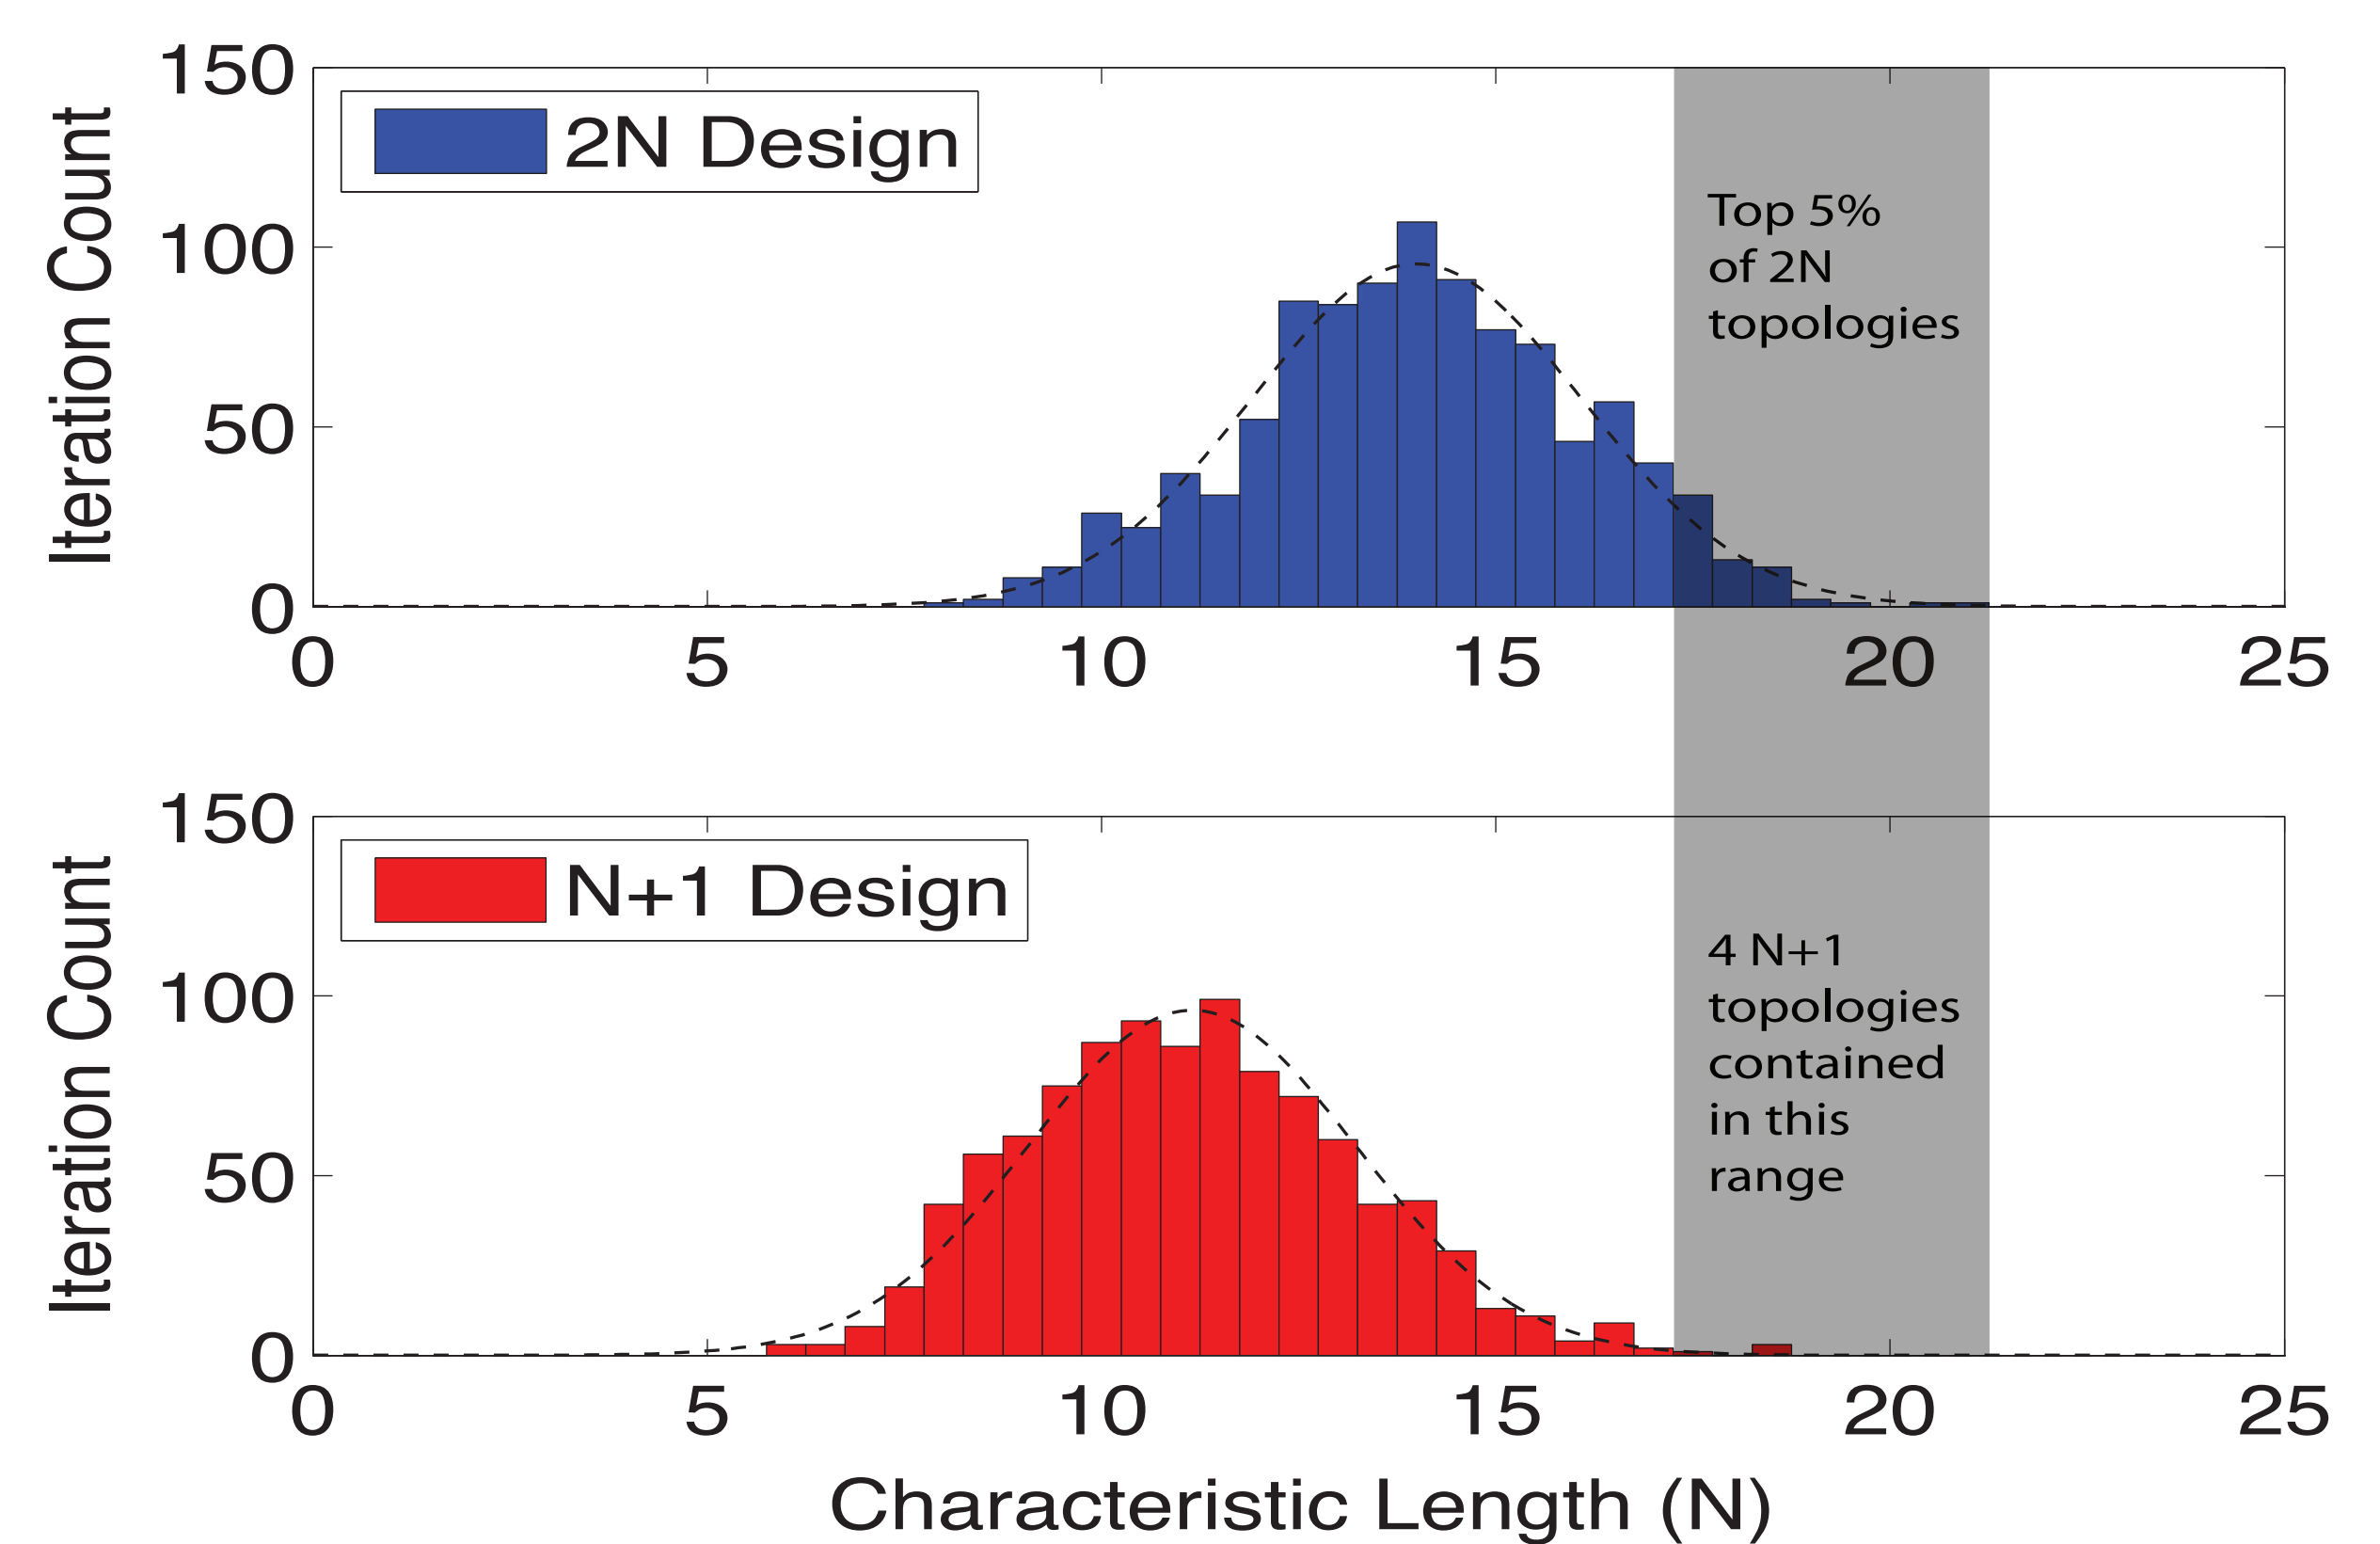 Iteration Count
150
100
50
0
2N Design
Top 5%
of 2N
topologies
0 5 10 15 20 25
Iteration Count
150
100
50
0
N+1 Design
4 N+1
topologies
contained
in this
range
0 5 10 15 20 25
Characteristic Length (N)